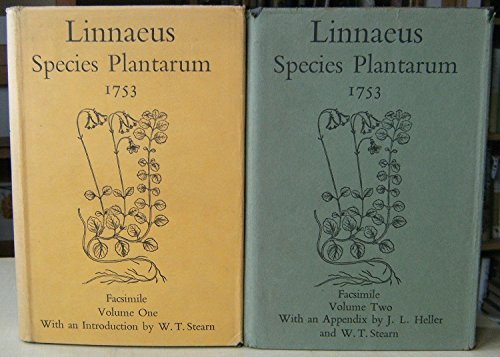 Linnaeus
Species Plantarum
1753
Facsimile
Volume One
With an Introduction by W. T. Stearn
Linnaeus
Species Plantarum
1753
Facsimile
Volume Two
With an Appendix by J. L. Heller
and W. T. Stearn